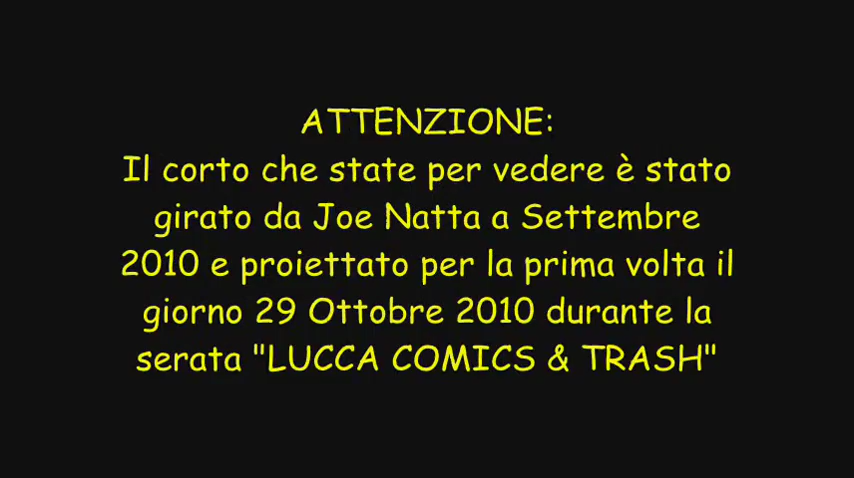 ATTENZIONE:
Il corto che state per vedere è stato
girato da Joe Natta a Settembre
2010 e proiettato per la prima volta il
giorno 29 Ottobre 2010 durante la
serata "LUCCA COMICS & TRASH"